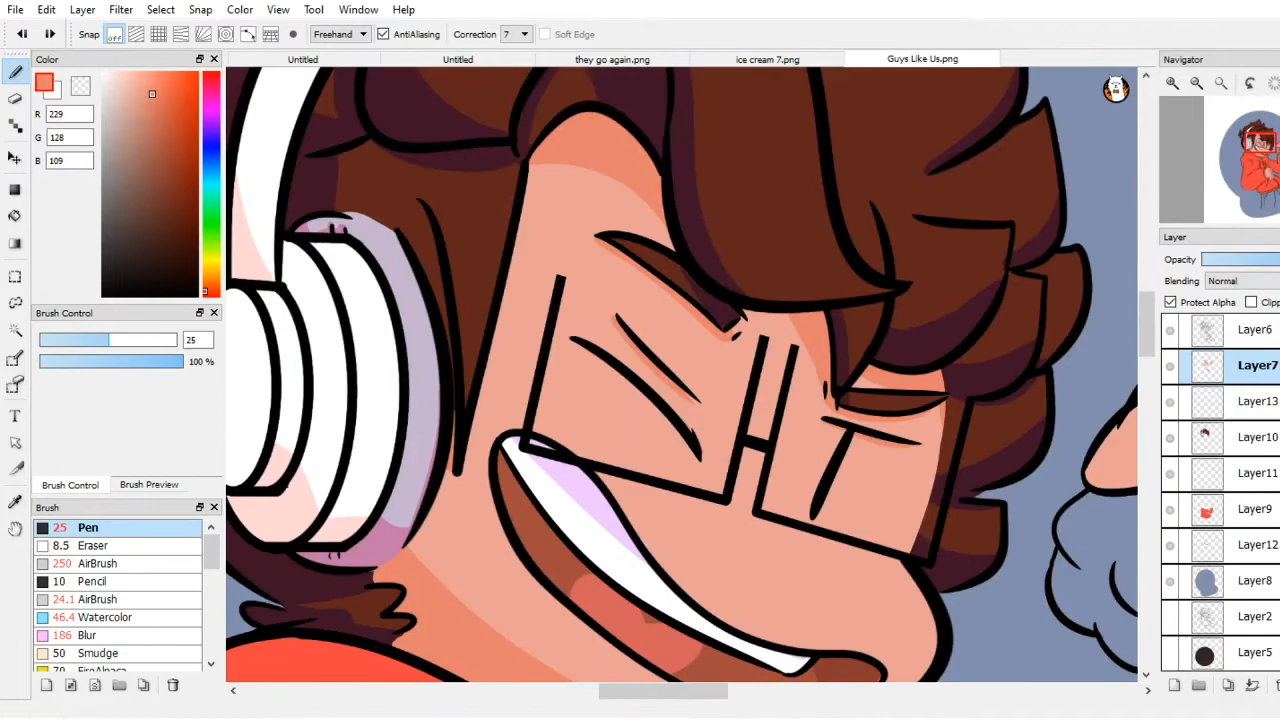 File Edit Layer Filter Select Snap Color View Tool Window Help
Snap off Freehand AntiAliasing Correction 7 Soft Edge
Color
Untitled Untitled they go again.png ice cream 7.png Guys Like Us.png
Navigator
R 229
G 128
B 109
Layer
Opacity
Blending Normal
Protect Alpha Clipp
Brush Control
25
100 %
Layer6
Layer7
Layer13
Layer10
Layer11
Layer9
Layer12
Layer8
Layer2
Layer5
Brush Control Brush Preview
Brush
25 Pen
8.5 Eraser
250 AirBrush
10 Pencil
24.1 AirBrush
46.4 Watercolor
186 Blur
50 Smudge
70 FireAlpaca